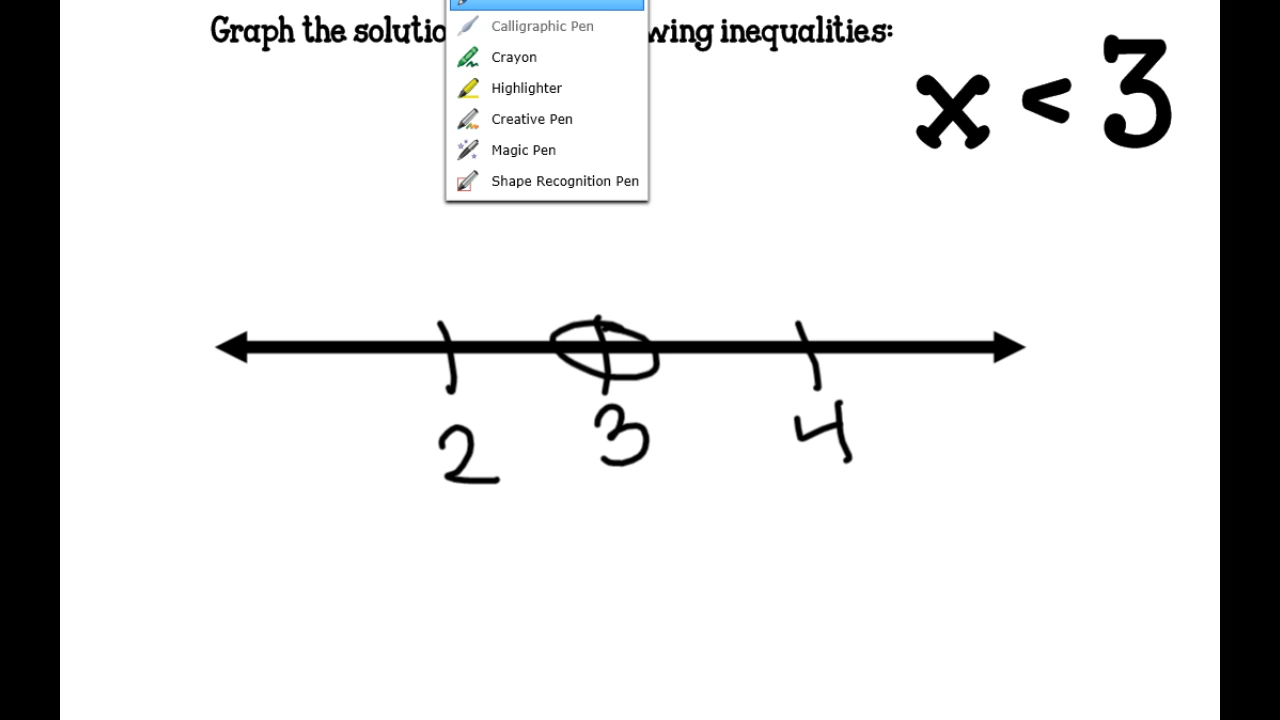 Graph the solutio wing inequalities:
x < 3
Calligraphic Pen
Crayon
Highlighter
Creative Pen
Magic Pen
Shape Recognition Pen
2 3 4